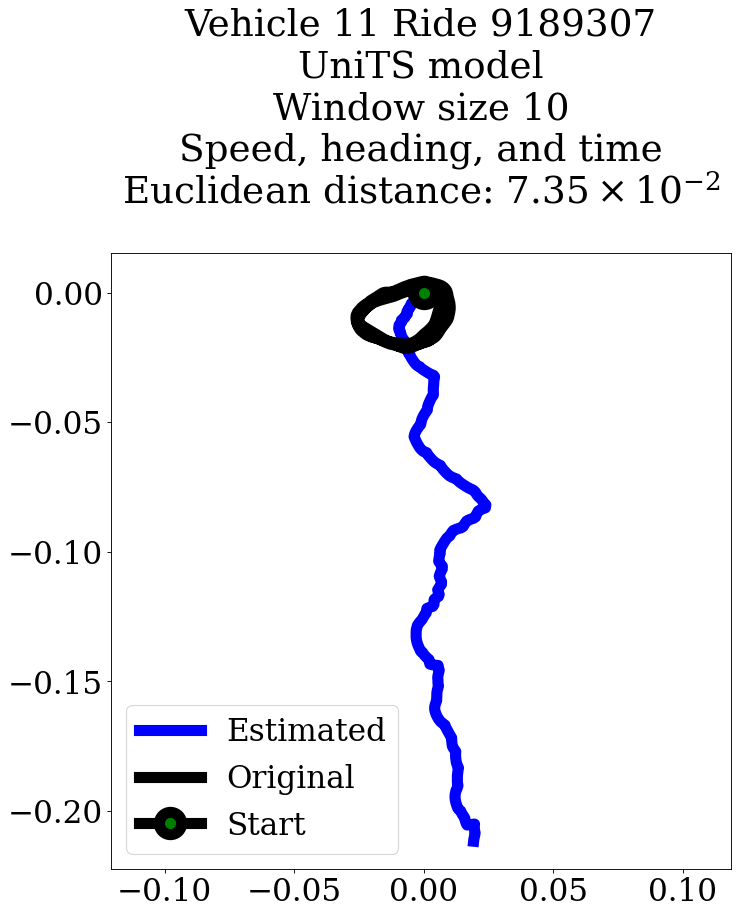 Vehicle 11 Ride 9189307
UniTS model
Window size 10
Speed, heading, and time
Euclidean distance: 7.35 × 10⁻²
0.00
−0.05
−0.10
−0.15
−0.20
Estimated
Original
Start
−0.10 −0.05 0.00 0.05 0.10